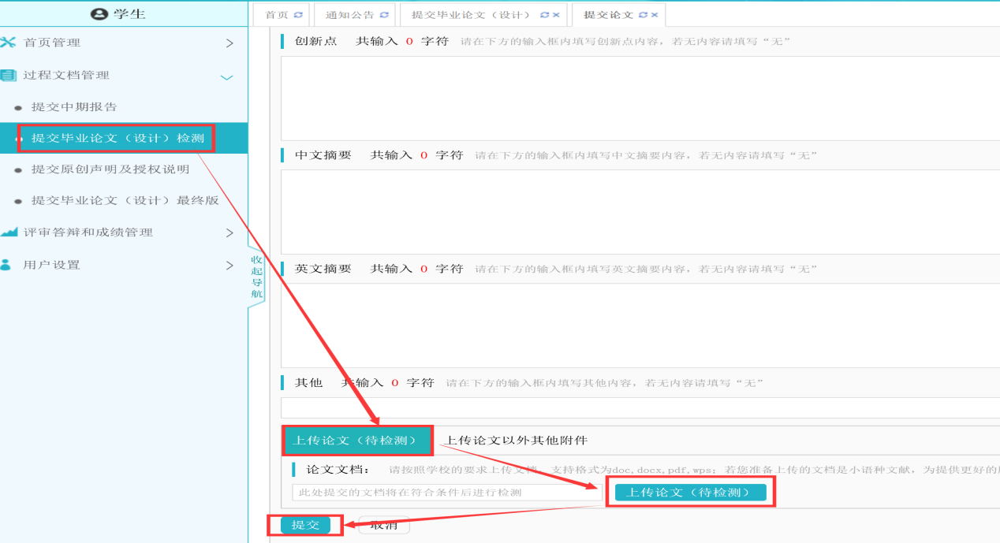 学生
首页管理
过程文档管理
提交中期报告
提交毕业论文（设计）检测
提交原创声明及授权说明
提交毕业论文（设计）最终版
评审答辩和成绩管理
用户设置
收起导航
首页 通知公告 提交毕业论文（设计） 提交论文
创新点 共输入 0 字符 请在下方的输入框内填写创新点内容，若无内容请填写“无”
中文摘要 共输入 0 字符 请在下方的输入框内填写中文摘要内容，若无内容请填写“无”
英文摘要 共输入 0 字符 请在下方的输入框内填写英文摘要内容，若无内容请填写“无”
其他 共输入 0 字符 请在下方的输入框内填写其他内容，若无内容请填写“无”
上传论文（待检测） 上传论文以外其他附件
论文文档： 请按照学校的要求上传文档，支持格式为doc,docx,pdf,wps；若您准备上传的文档是小语种文献，为提供更好的
此处提交的文档将在符合条件后进行检测 上传论文（待检测）
提交 取消